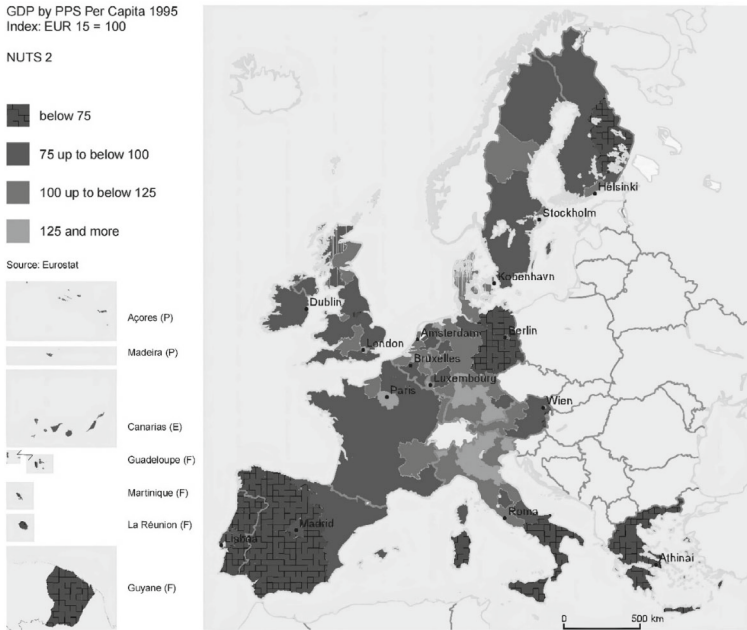 GDP by PPS Per Capita 1995
Index: EUR 15 = 100
NUTS 2
below 75
75 up to below 100
100 up to below 125
125 and more
Source: Eurostat
Açores (P)
Madeira (P)
Canarias (E)
Guadeloupe (F)
Martinique (F)
La Réunion (F)
Guyane (F)
Helsinki
Stockholm
Kobenhavn
Dublin
Amsterdam
Berlin
London
Bruxelles
Luxembourg
Paris
Wien
Roma
Madrid
Lisboa
Athinai
0
500 km